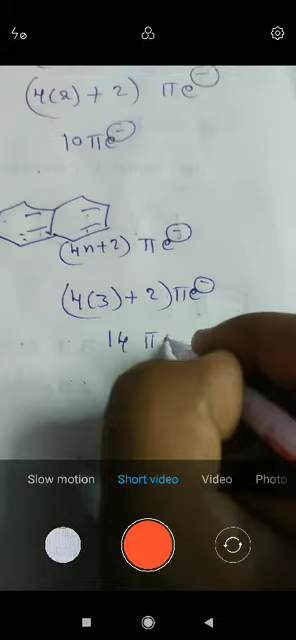 (4(2) + 2) πe⊖
10πe⊖
(4n+2) πe⊖
(4(3) + 2)πe⊖
14 π
Slow motion Short video Video Photo